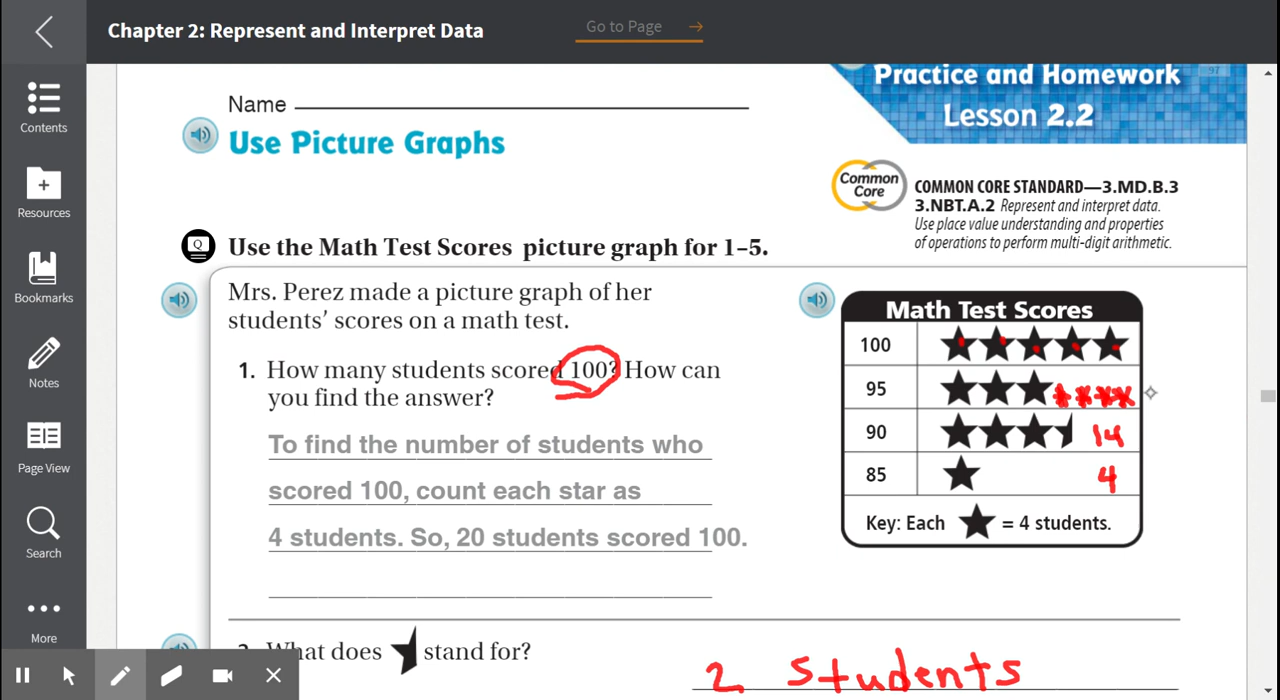 Chapter 2: Represent and Interpret Data
Go to Page →
Contents
Resources
Bookmarks
Notes
Page View
Search
More
97
Practice and Homework
Lesson 2.2
Name
Use Picture Graphs
Common
Core
COMMON CORE STANDARD—3.MD.B.3
3.NBT.A.2 Represent and interpret data.
Use place value understanding and properties
of operations to perform multi-digit arithmetic.
Q
Use the Math Test Scores picture graph for 1–5.
Mrs. Perez made a picture graph of her
students' scores on a math test.
1. How many students scored 100? How can
you find the answer?
To find the number of students who
scored 100, count each star as
4 students. So, 20 students scored 100.
Math Test Scores
100 ★★★★★
95 ★★★
90 ★★★ 14
85 ★ 4
Key: Each ★ = 4 students.
What does stand for?
2 students